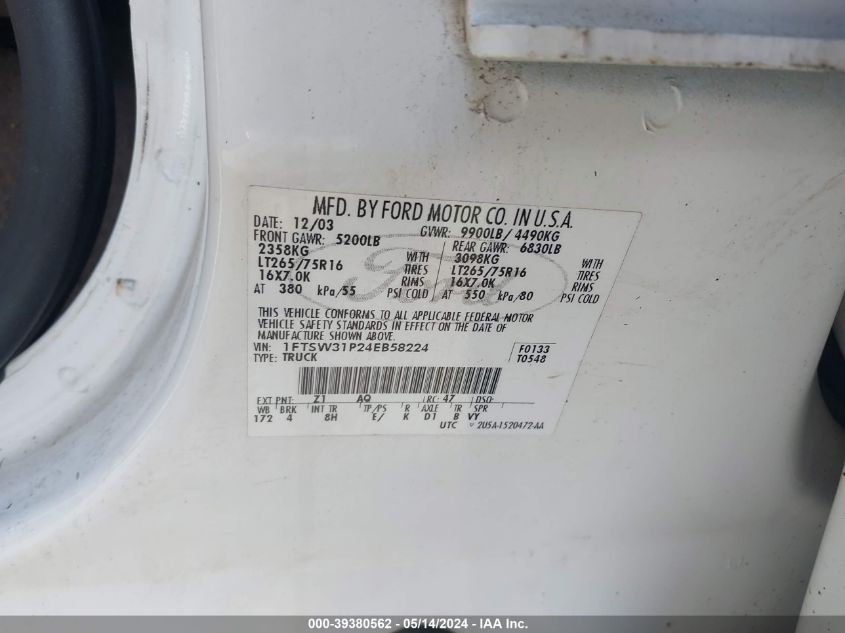 MFD. BY FORD MOTOR CO. IN U.S.A.
DATE: 12/03 GVWR: 9900LB/ 4490KG
FRONT GAWR: 5200LB REAR GAWR: 6830LB
2358KG WITH 3098KG WITH
LT265/75R16 TIRES LT265/75R16 TIRES
16X7.0K RIMS 16X7.0K RIMS
AT 380 kPa/55 PSI COLD AT 550 kPa/80 PSI COLD
Ford
THIS VEHICLE CONFORMS TO ALL APPLICABLE FEDERAL MOTOR
VEHICLE SAFETY STANDARDS IN EFFECT ON THE DATE OF
MANUFACTURE SHOWN ABOVE.
VIN: 1FTSW31P24EB58224 F0133
TYPE: TRUCK T0548
EXT PNT: Z1 AQ RC: 47 DSO:
WB BRK INT TR TP/PS R AXLE TR SPR
172 4 8H E/ K D1 B VY
UTC 2U5A-1520472-AA
000-39380562 - 05/14/2024 - IAA Inc.